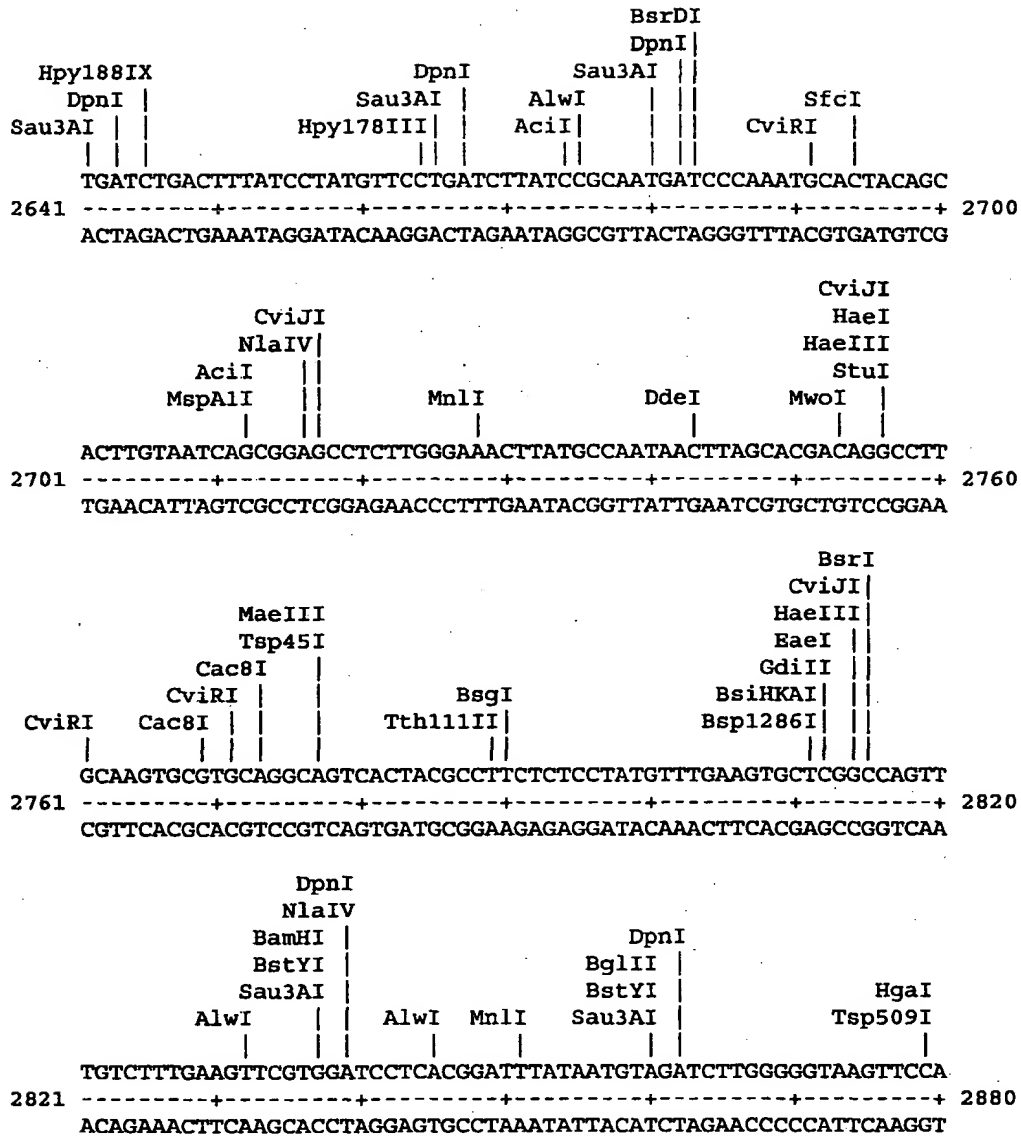 BsrDI
DpnI
Hpy188IX DpnI Sau3AI
DpnI Sau3AI AlwI SfcI
Sau3AI Hpy178III AciI CviRI
TGATCTGACTTTATCCTATGTTCCTGATCTTATCCGCAATGATCCCAAATGCACTACAGC
2641 ---------+---------+---------+---------+---------+---------+ 2700
ACTAGACTGAAATAGGATACAAGGACTAGAATAGGCGTTACTAGGGTTTACGTGATGTCG
CviJI
CviJI HaeI
NlaIV HaeIII
AciI StuI
MspA1I MnlI DdeI MwoI
ACTTGTAATCAGCGGAGCCTCTTGGGAAACTTATGCCAATAACTTAGCACGACAGGCCTT
2701 ---------+---------+---------+---------+---------+---------+ 2760
TGAACATTAGTCGCCTCGGAGAACCCTTTGAATACGGTTATTGAATCGTGCTGTCCGGAA
BsrI
CviJI
MaeIII HaeIII
Tsp45I EaeI
Cac8I GdiII
CviRI BsgI BsiHKAI
CviRI Cac8I Tth111II Bsp1286I
GCAAGTGCGTGCAGGCAGTCACTACGCCTTCTCTCCTATGTTTGAAGTGCTCGGCCAGTT
2761 ---------+---------+---------+---------+---------+---------+ 2820
CGTTCACGCACGTCCGTCAGTGATGCGGAAGAGAGGATACAAACTTCACGAGCCGGTCAA
DpnI
NlaIV
BamHI DpnI
BstYI BglII
Sau3AI BstYI HgaI
AlwI AlwI MnlI Sau3AI Tsp509I
TGTCTTTGAAGTTCGTGGATCCTCACGGATTTATAATGTAGATCTTGGGGGTAAGTTCCA
2821 ---------+---------+---------+---------+---------+---------+ 2880
ACAGAAACTTCAAGCACCTAGGAGTGCCTAAATATTACATCTAGAACCCCCATTCAAGGT